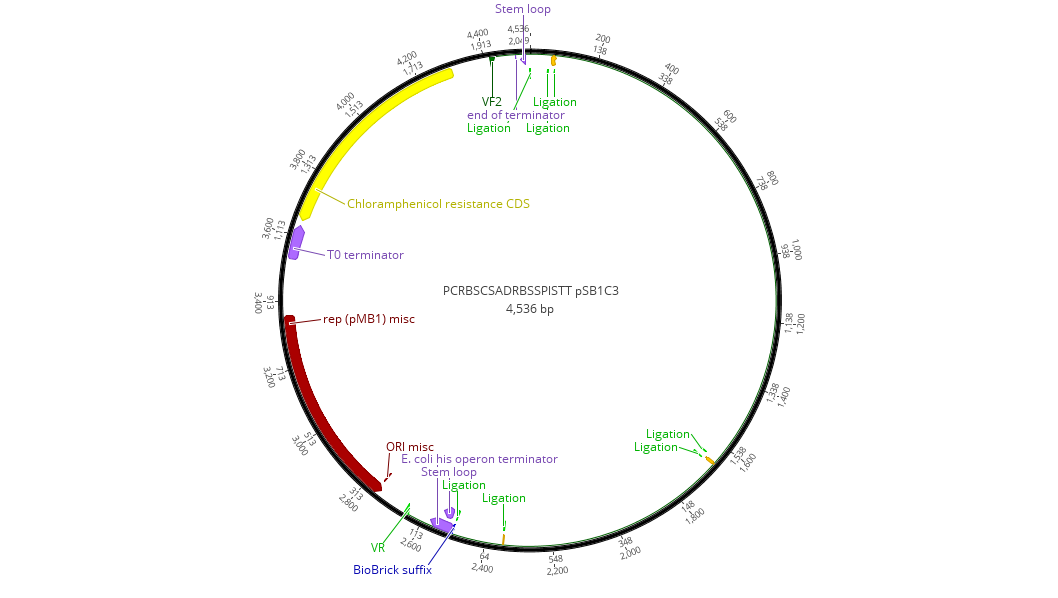 Stem loop
4,536
2,049
200
138
400
338
600
538
800
738
1,000
938
1,200
1,138
1,400
1,338
1,600
1,538
1,800
148
2,000
348
2,200
548
2,400
64
2,600
113
2,800
313
3,000
513
3,200
713
3,400
913
3,600
1,113
3,800
1,313
4,000
1,513
4,200
1,713
4,400
1,913
VF2
Ligation
end of terminator
Ligation
Ligation
Chloramphenicol resistance CDS
T0 terminator
PCRBSCSADRBSSPISTT pSB1C3
4,536 bp
rep (pMB1) misc
Ligation
Ligation
ORI misc
E. coli his operon terminator
Stem loop
Ligation
Ligation
VR
BioBrick suffix